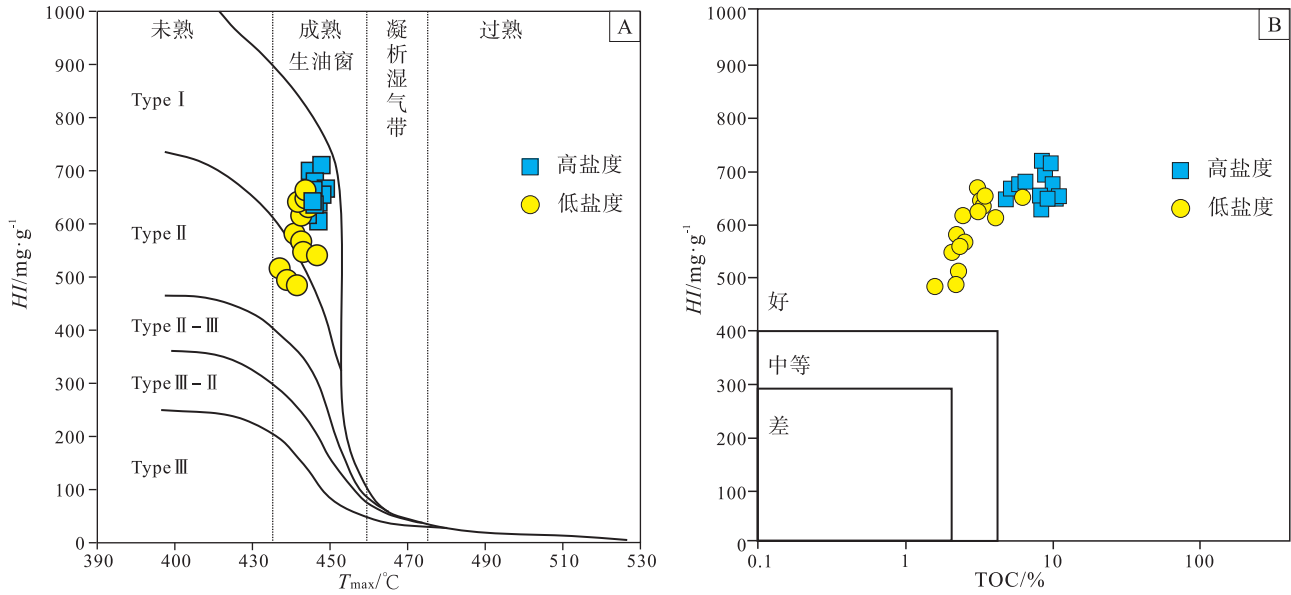 1000
900
800
700
600
500
400
300
200
100
0
HI/mg·g⁻¹
未熟
成熟
生油窗
凝析湿气带
过熟
A
Type Ⅰ
Type Ⅱ
Type Ⅱ-Ⅲ
Type Ⅲ-Ⅱ
Type Ⅲ
高盐度
低盐度
390 400 430 450 470 490 510 530
Tmax/℃
1000
900
800
700
600
500
400
300
200
100
0
HI/mg·g⁻¹
B
高盐度
低盐度
好
中等
差
0.1 1 10 100
TOC/%